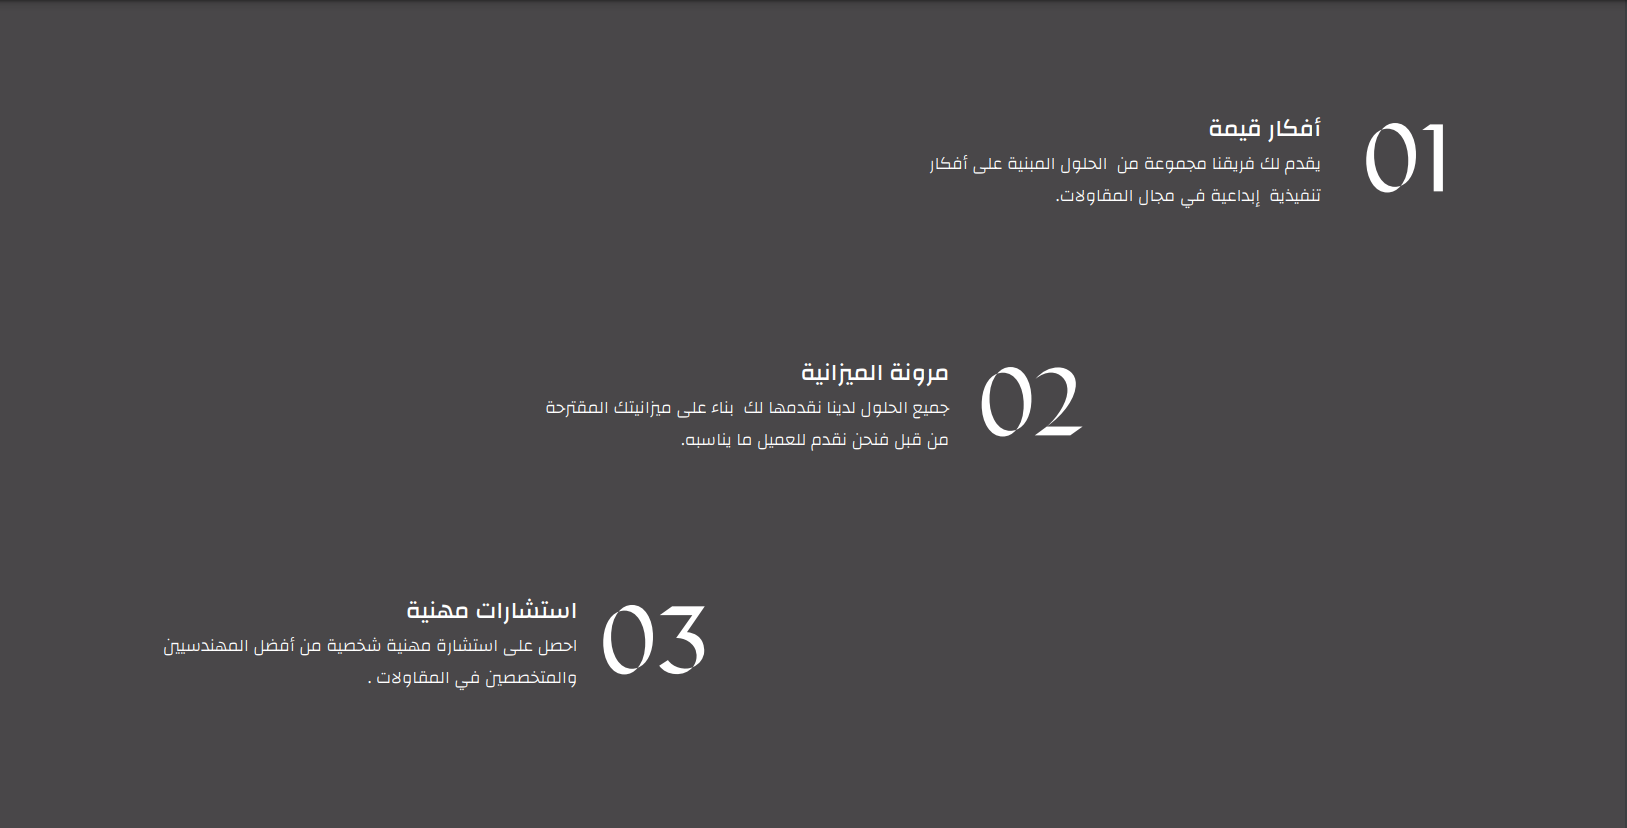 01
أفكار قيمة
يقدم لك فريقنا مجموعة من الحلول المبنية على أفكار
تنفيذية إبداعية في مجال المقاولات.
02
مرونة الميزانية
جميع الحلول لدينا نقدمها لك بناء على ميزانيتك المقترحة
من قبل فنحن نقدم للعميل ما يناسبه.
03
استشارات مهنية
احصل على استشارة مهنية شخصية من أفضل المهندسيين
والمتخصصين في المقاولات .